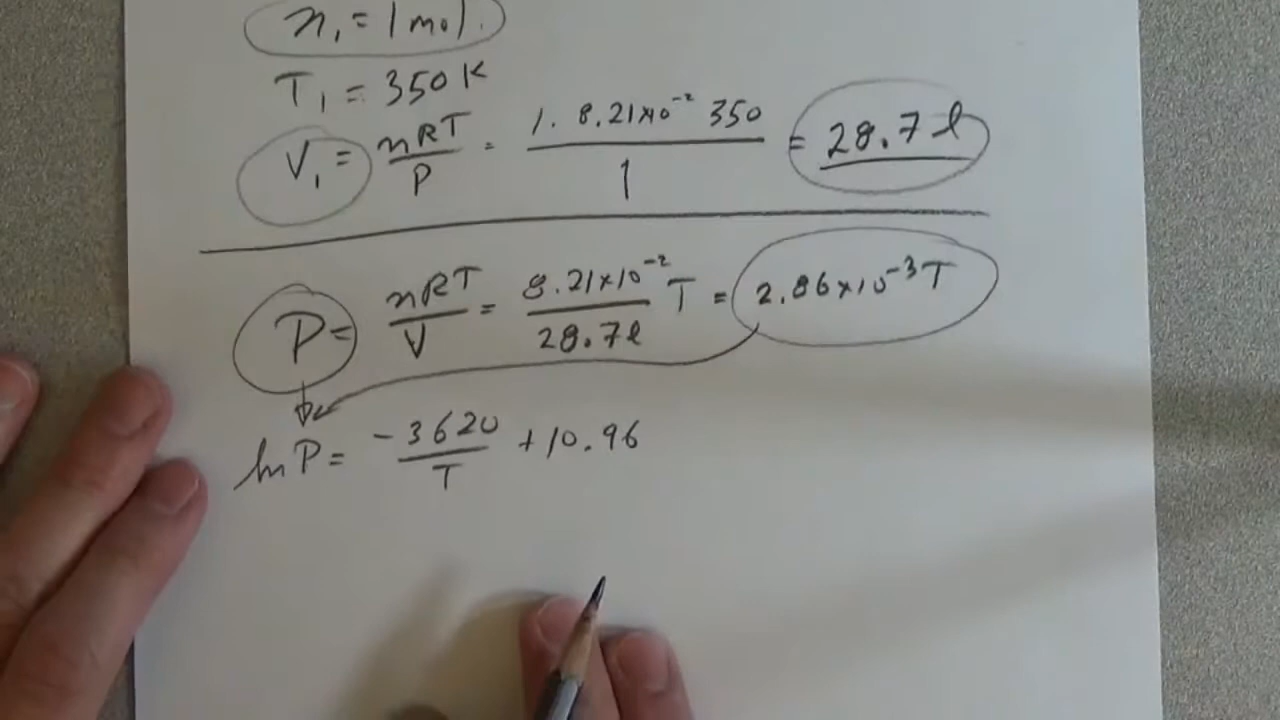 n₁ = 1 mol.
T₁ = 350 K
V₁ = nRT/P = 1. 8.21×10⁻² 350/1 = 28.7 l
P = nRT/V = 8.21×10⁻²/28.7 l T = 2.86×10⁻³ T
ln P = -3620/T + 10.96